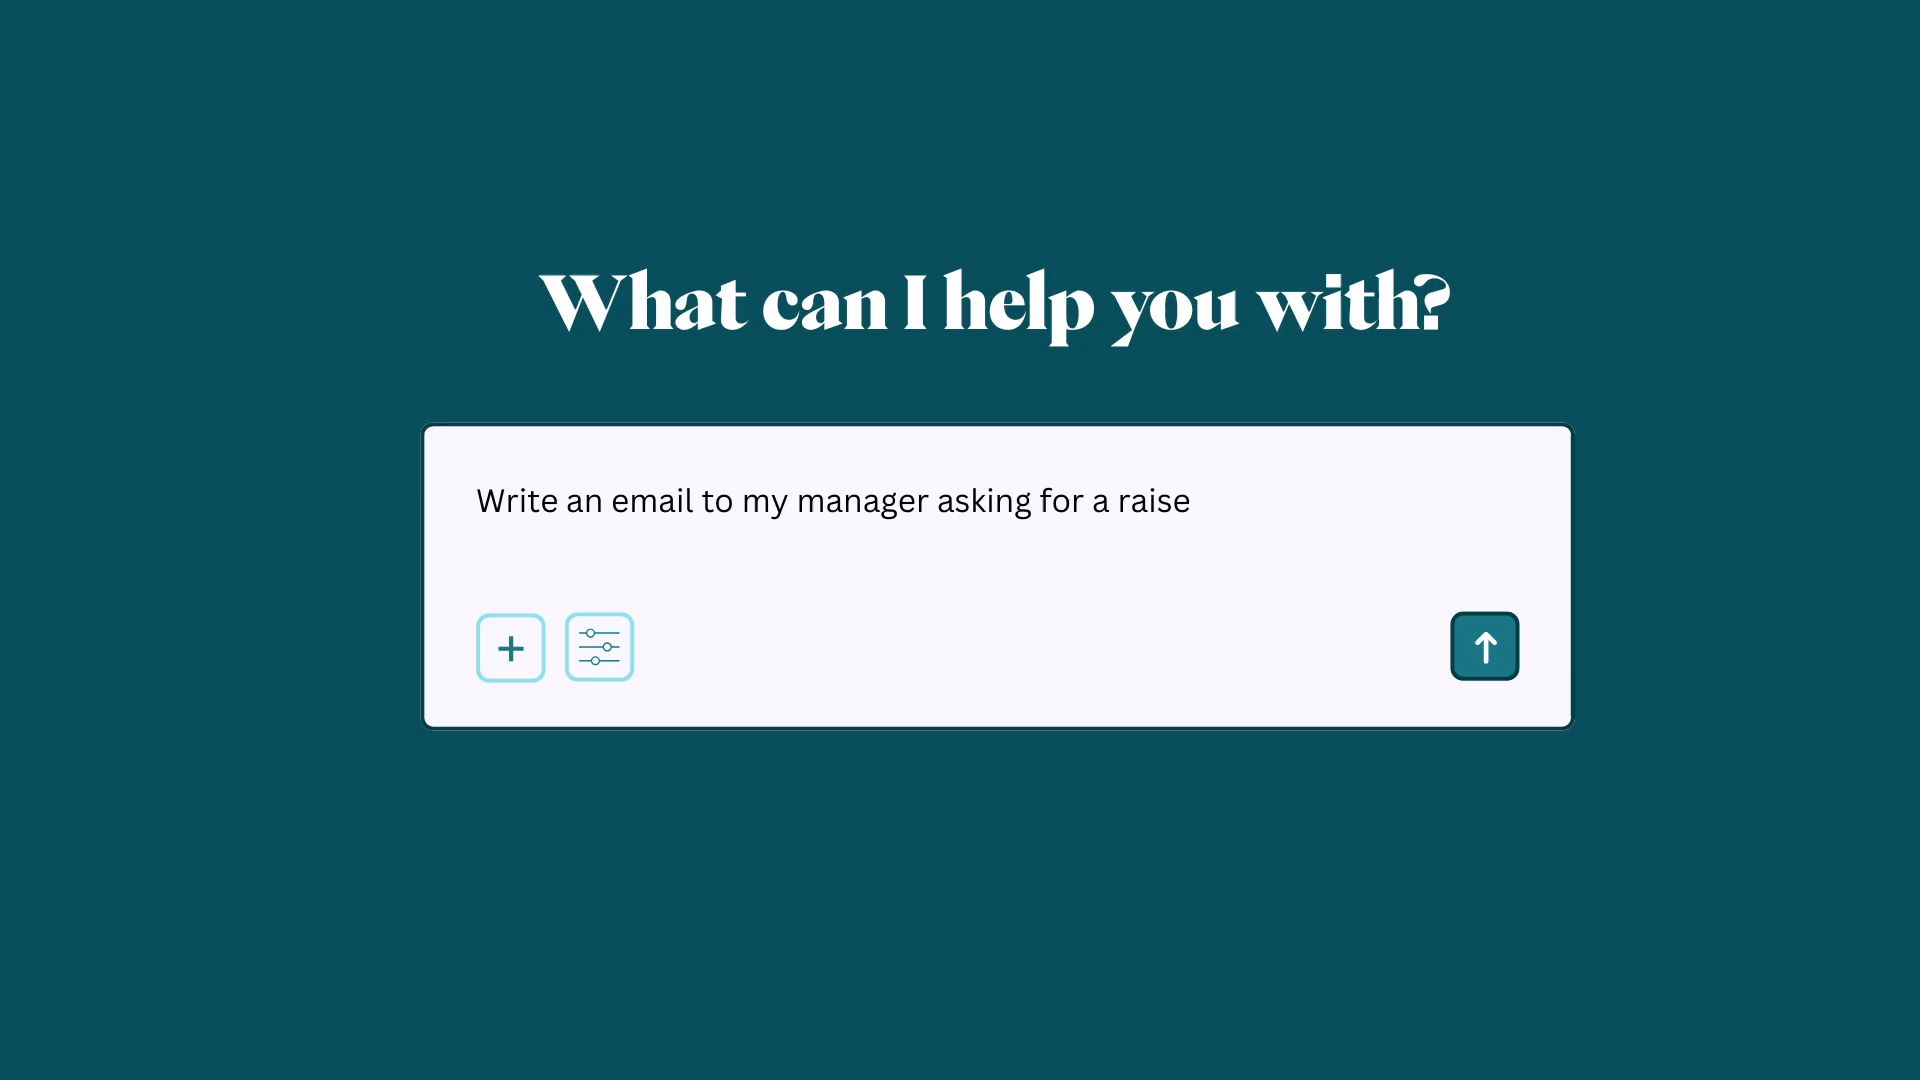 What can I help you with?
Write an email to my manager asking for a raise